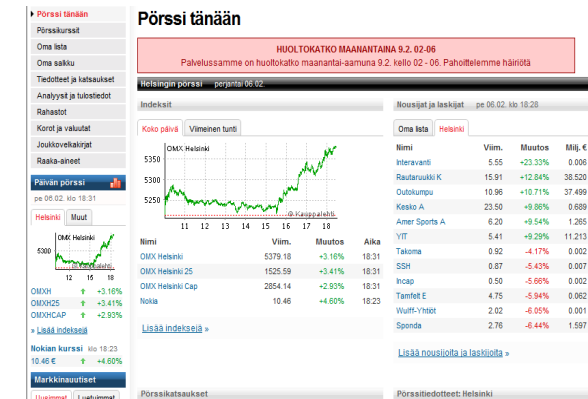 Pörssi tänään
Pörssikurssit
Oma lista
Oma salkku
Tiedotteet ja katsaukset
Analyysit ja tulostiedot
Rahastot
Korot ja valuutat
Joukkovelkakirjat
Raaka-aineet
Päivän pörssi
pe 06.02. klo 18:31
Helsinki Muut
OMX Helsinki
5300
12 15 18
OMXH +3.16%
OMXH25 +3.41%
OMXHCAP +2.93%
» Lisää indeksejä
Nokian kurssi klo 18:23
10.46 € +4.60%
Markkinauutiset
Uusimmat Luetuimmat
Pörssi tänään
HUOLTOKATKO MAANANTAINA 9.2. 02-06
Palvelussamme on huoltokatko maanantai-aamuna 9.2. kello 02 - 06. Pahoittelemme häiriötä
Helsingin pörssi perjantai 06.02.
Indeksit
Koko päivä Viimeinen tunti
OMX Helsinki
5350
5300
5250
© Kauppalehti
11 12 13 14 15 16 17 18
Nimi Viim. Muutos Aika
OMX Helsinki 5379.18 +3.16% 18:31
OMX Helsinki 25 1525.59 +3.41% 18:31
OMX Helsinki Cap 2854.14 +2.93% 18:31
Nokia 10.46 +4.60% 18:23
Lisää indeksejä »
Pörssikatsaukset
Nousijat ja laskijat pe 06.02. klo 18:28
Oma lista Helsinki
Nimi Viim. Muutos Milj. €
Interavanti 5.55 +23.33% 0.006
Rautaruukki K 15.91 +12.84% 38.520
Outokumpu 10.96 +10.71% 37.499
Kesko A 23.50 +9.86% 0.689
Amer Sports A 6.20 +9.54% 1.265
YIT 5.41 +9.29% 11.213
Takoma 0.92 -4.17% 0.002
SSH 0.87 -5.43% 0.007
Incap 0.50 -5.66% 0.002
Tamfelt E 4.75 -5.94% 0.062
Wulff-Yhtiöt 2.02 -6.05% 0.001
Sponda 2.76 -6.44% 1.597
Lisää nousijoita ja laskijoita »
Pörssitiedotteet: Helsinki